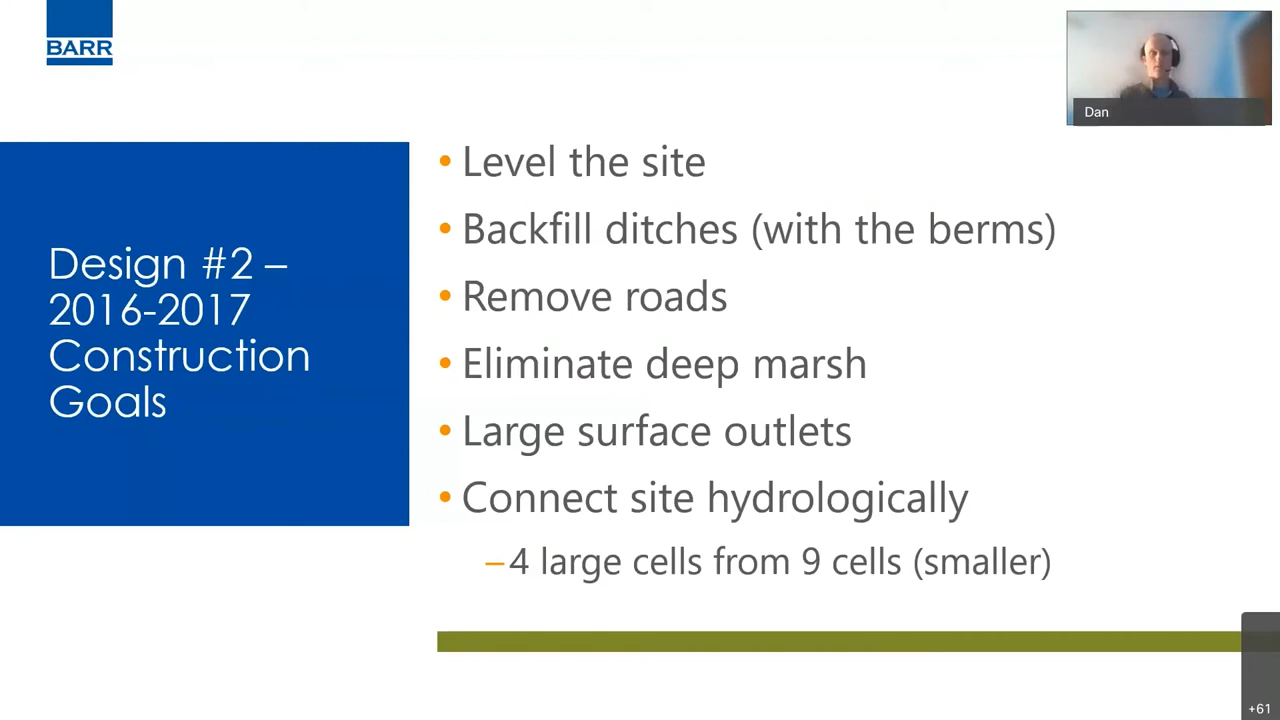 BARR
Dan
Design #2 –
2016-2017
Construction
Goals
• Level the site
• Backfill ditches (with the berms)
• Remove roads
• Eliminate deep marsh
• Large surface outlets
• Connect site hydrologically
– 4 large cells from 9 cells (smaller)
+61